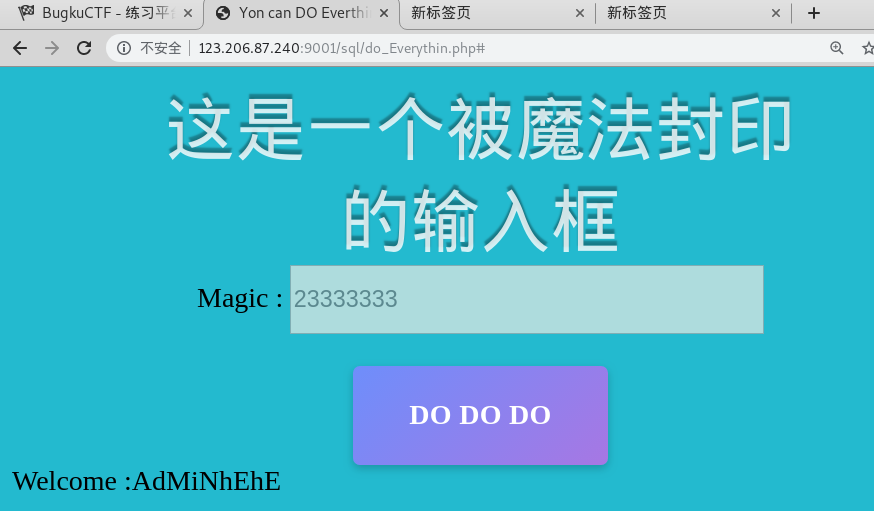 BugkuCTF - 练习平台
Yon can DO Everthi
新标签页
新标签页
不安全
123.206.87.240:9001/sql/do_Everythin.php#
这是一个被魔法封印
的输入框
Magic :
23333333
DO DO DO
Welcome :AdMiNhEhE